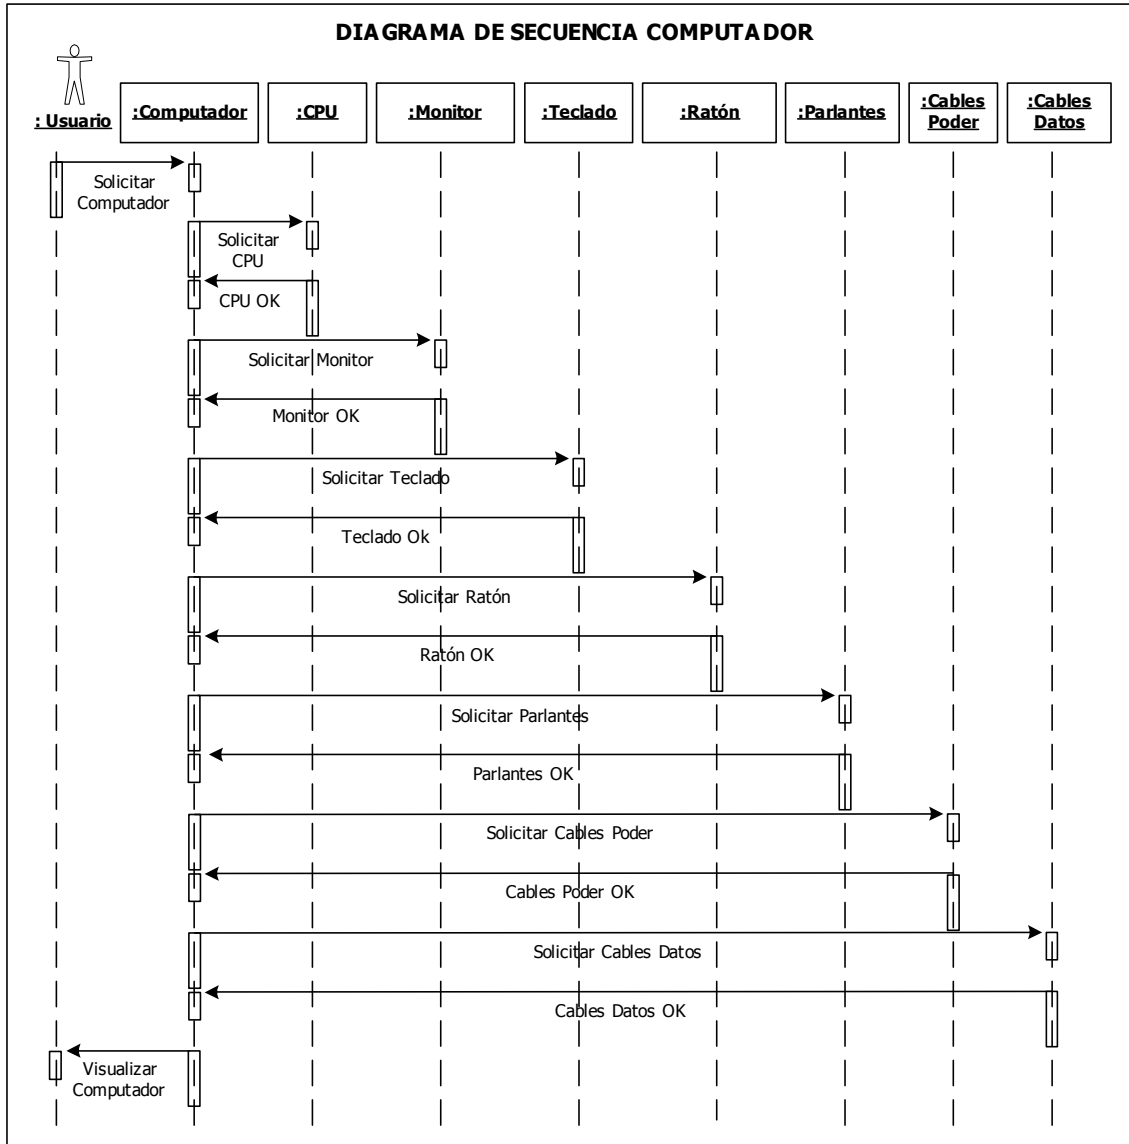 DIAGRAMA DE SECUENCIA COMPUTADOR
: Usuario
:Computador
:CPU
:Monitor
:Teclado
:Ratón
:Parlantes
:Cables
Poder
:Cables
Datos
Solicitar
Computador
Solicitar
CPU
CPU OK
Solicitar Monitor
Monitor OK
Solicitar Teclado
Teclado Ok
Solicitar Ratón
Ratón OK
Solicitar Parlantes
Parlantes OK
Solicitar Cables Poder
Cables Poder OK
Solicitar Cables Datos
Cables Datos OK
Visualizar
Computador